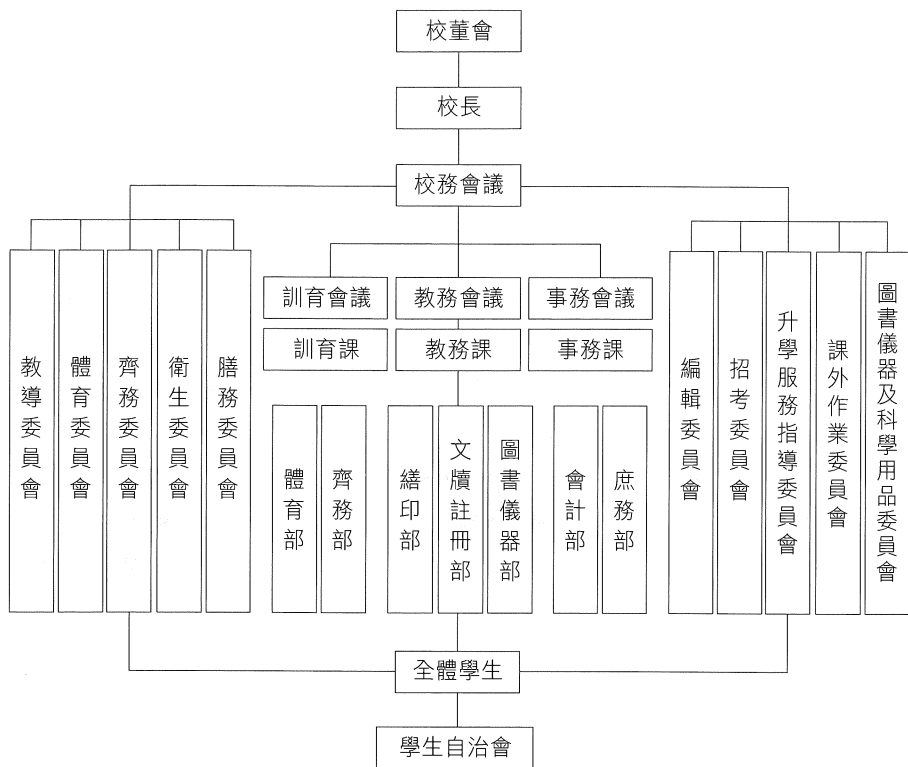 校董會
校長
校務會議
訓育會議
教務會議
事務會議
訓育課
教務課
事務課
教導委員會
體育委員會
齊務委員會
衛生委員會
膳務委員會
體育部
齊務部
繕印部
文牘註冊部
圖書儀器部
會計部
庶務部
編輯委員會
招考委員會
升學服務指導委員會
課外作業委員會
圖書儀器及科學用品委員會
全體學生
學生自治會